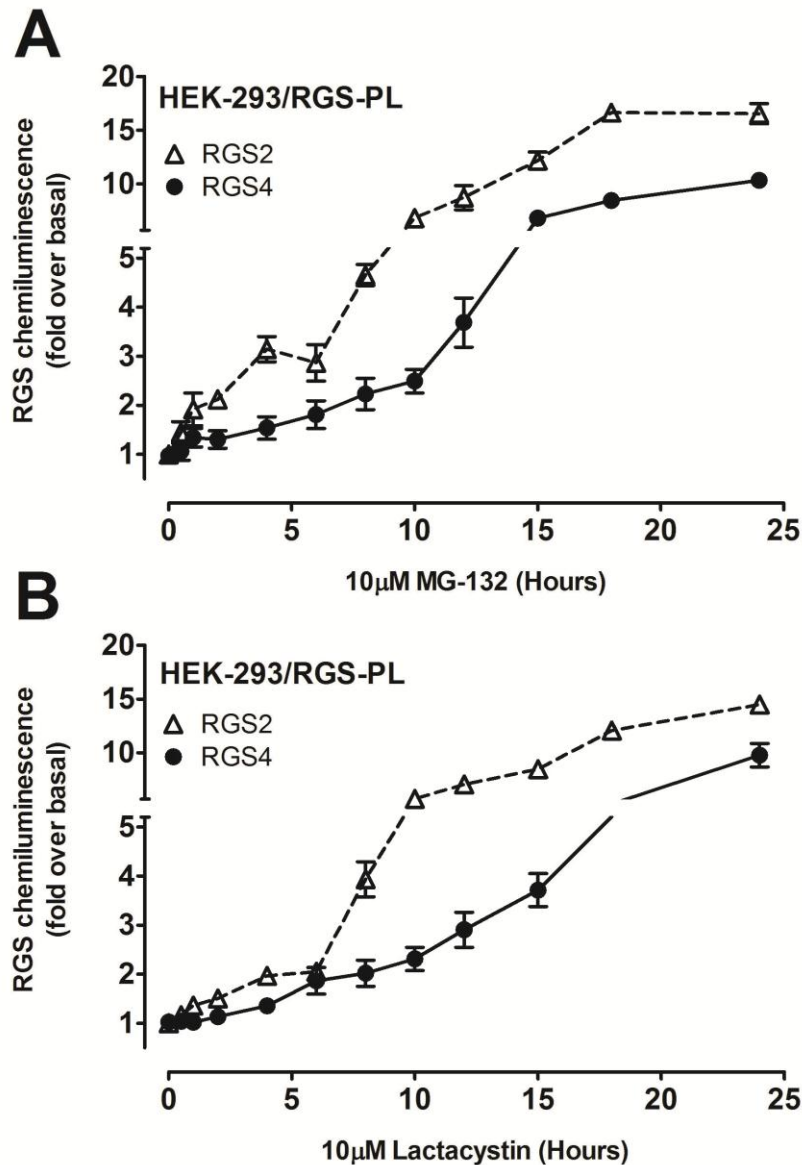 A
HEK-293/RGS-PL
RGS2
RGS4
RGS chemiluminescence
(fold over basal)
20
15
10
5
4
3
2
1
0 5 10 15 20 25
10μM MG-132 (Hours)
B
HEK-293/RGS-PL
RGS2
RGS4
RGS chemiluminescence
(fold over basal)
20
15
10
5
4
3
2
1
0 5 10 15 20 25
10μM Lactacystin (Hours)